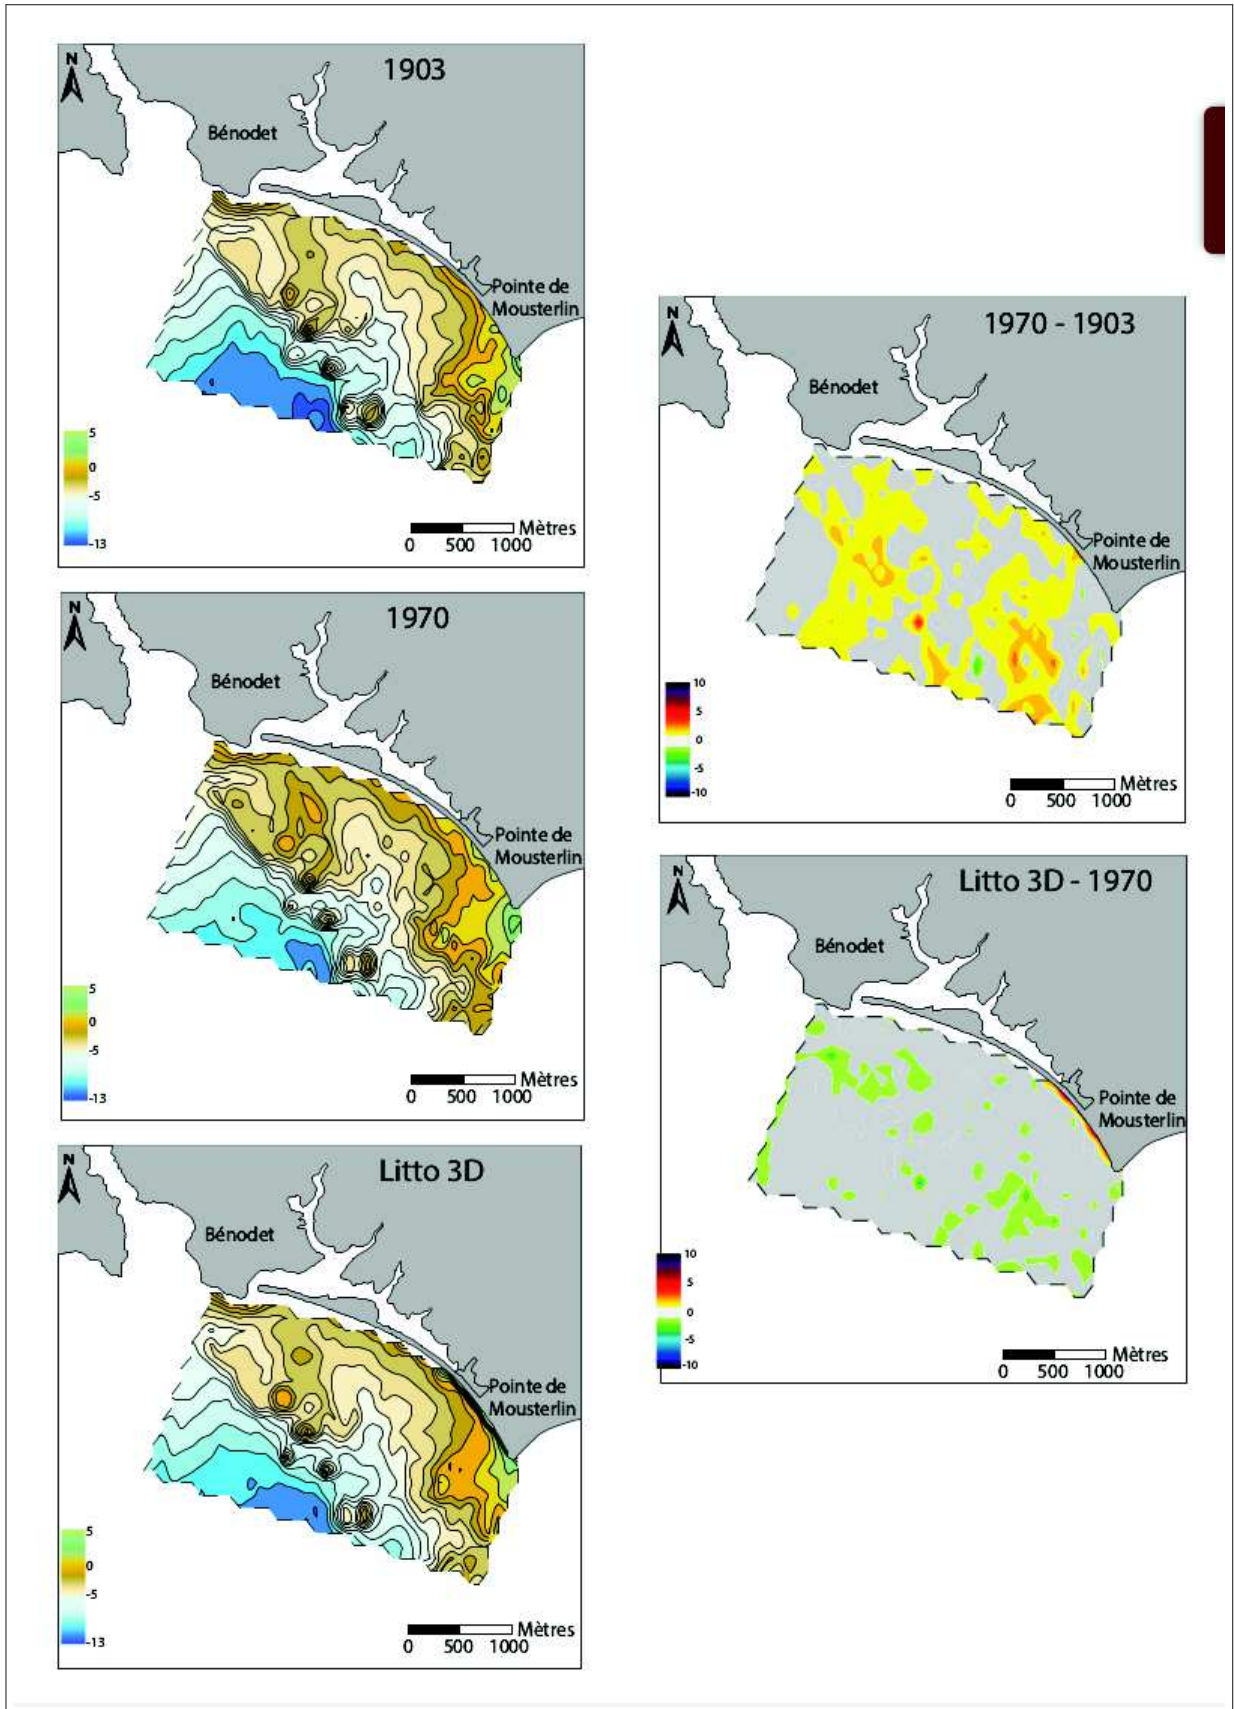 N
1903
Bénodet
Pointe de
Mousterlin
5
0
-5
-13
Mètres
0 500 1000
N
1970
Bénodet
Pointe de
Mousterlin
5
0
-5
-13
Mètres
0 500 1000
N
Litto 3D
Bénodet
Pointe de
Mousterlin
5
0
-5
-13
Mètres
0 500 1000
N
1970 - 1903
Bénodet
Pointe de
Mousterlin
10
5
0
-5
-10
Mètres
0 500 1000
N
Litto 3D - 1970
Bénodet
Pointe de
Mousterlin
10
5
0
-5
-10
Mètres
0 500 1000